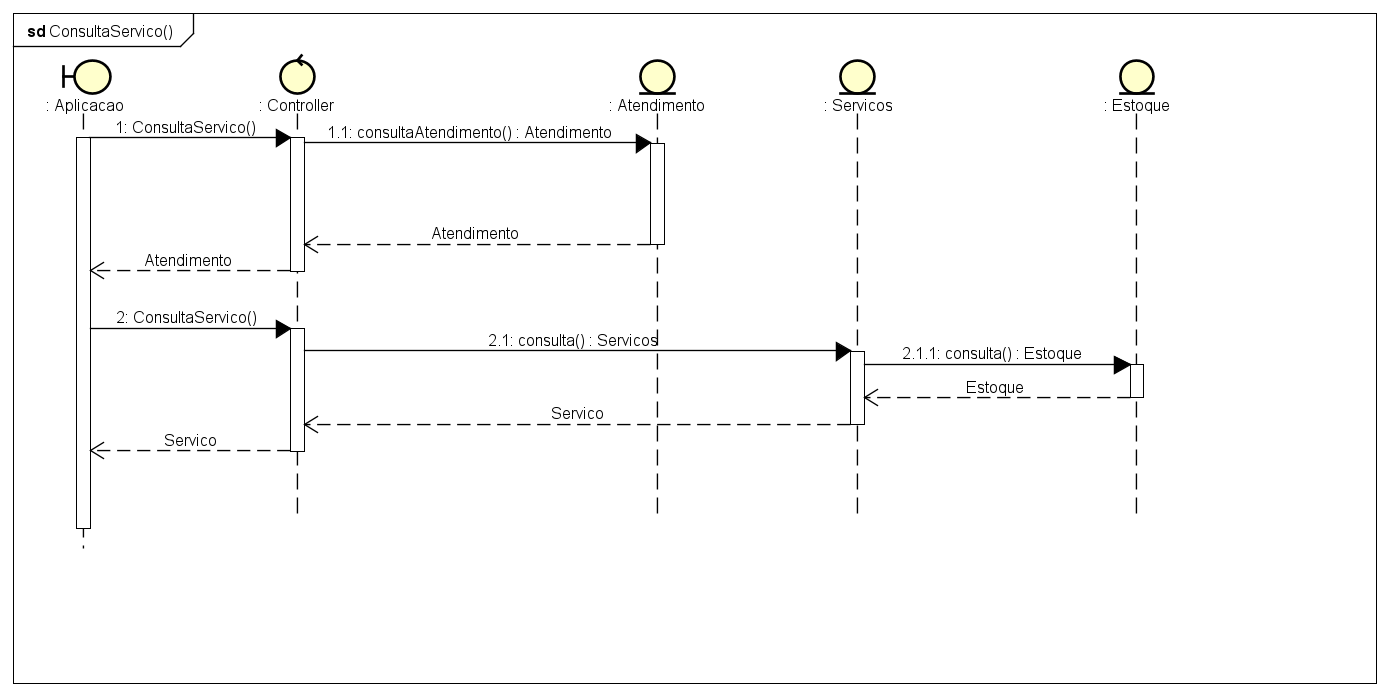 sd ConsultaServico()
: Aplicacao
: Controller
: Atendimento
: Servicos
: Estoque
1: ConsultaServico()
1.1: consultaAtendimento() : Atendimento
Atendimento
Atendimento
2: ConsultaServico()
2.1: consulta() : Servicos
2.1.1: consulta() : Estoque
Estoque
Servico
Servico